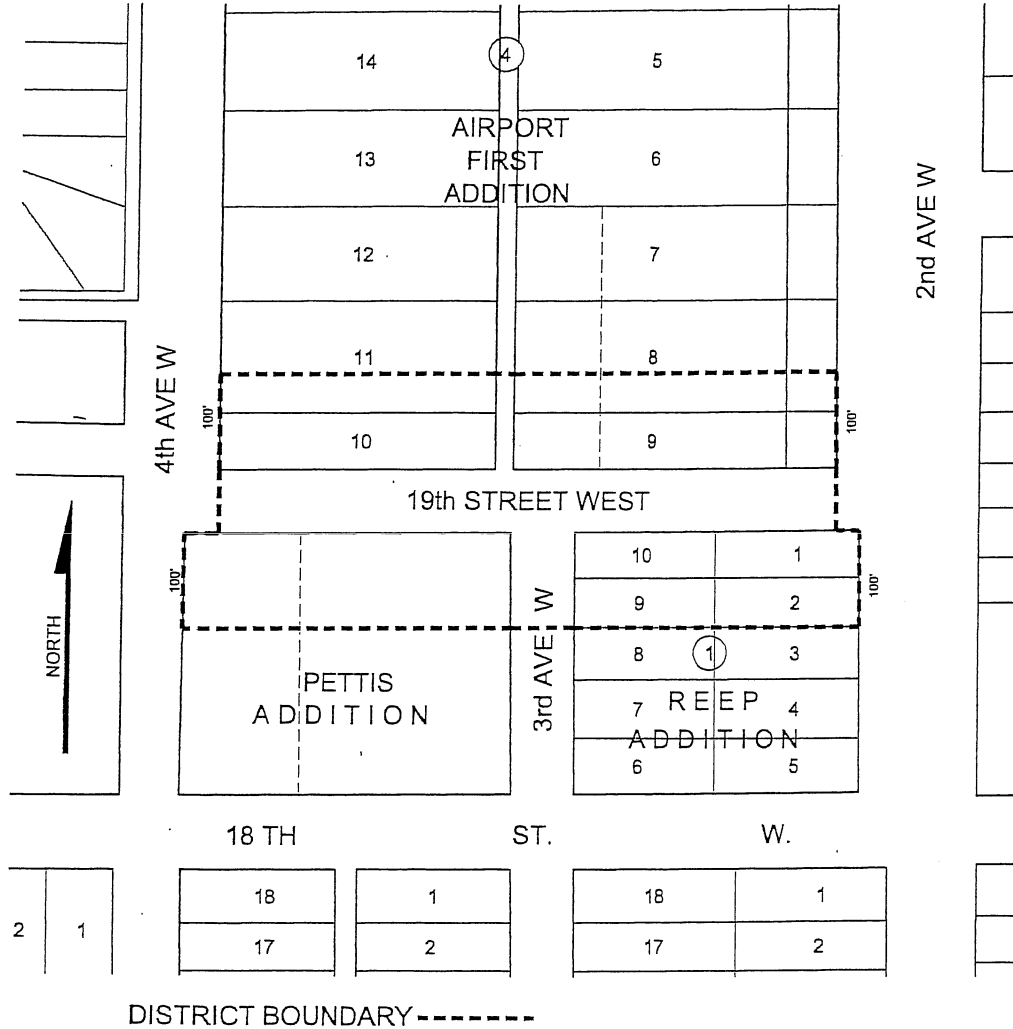 14 4 5
AIRPORT
13 FIRST 6
ADDITION
12 7
2nd AVE W
11 8
4th AVE W
100'
100'
10 9
19th STREET WEST
10 1
100'
100'
9 2
NORTH
3rd AVE W
8 1 3
PETTIS
ADDITION
7 REEP 4
ADDITION
6 5
18 TH ST. W.
18 1 18 1
2 1
17 2 17 2
DISTRICT BOUNDARY